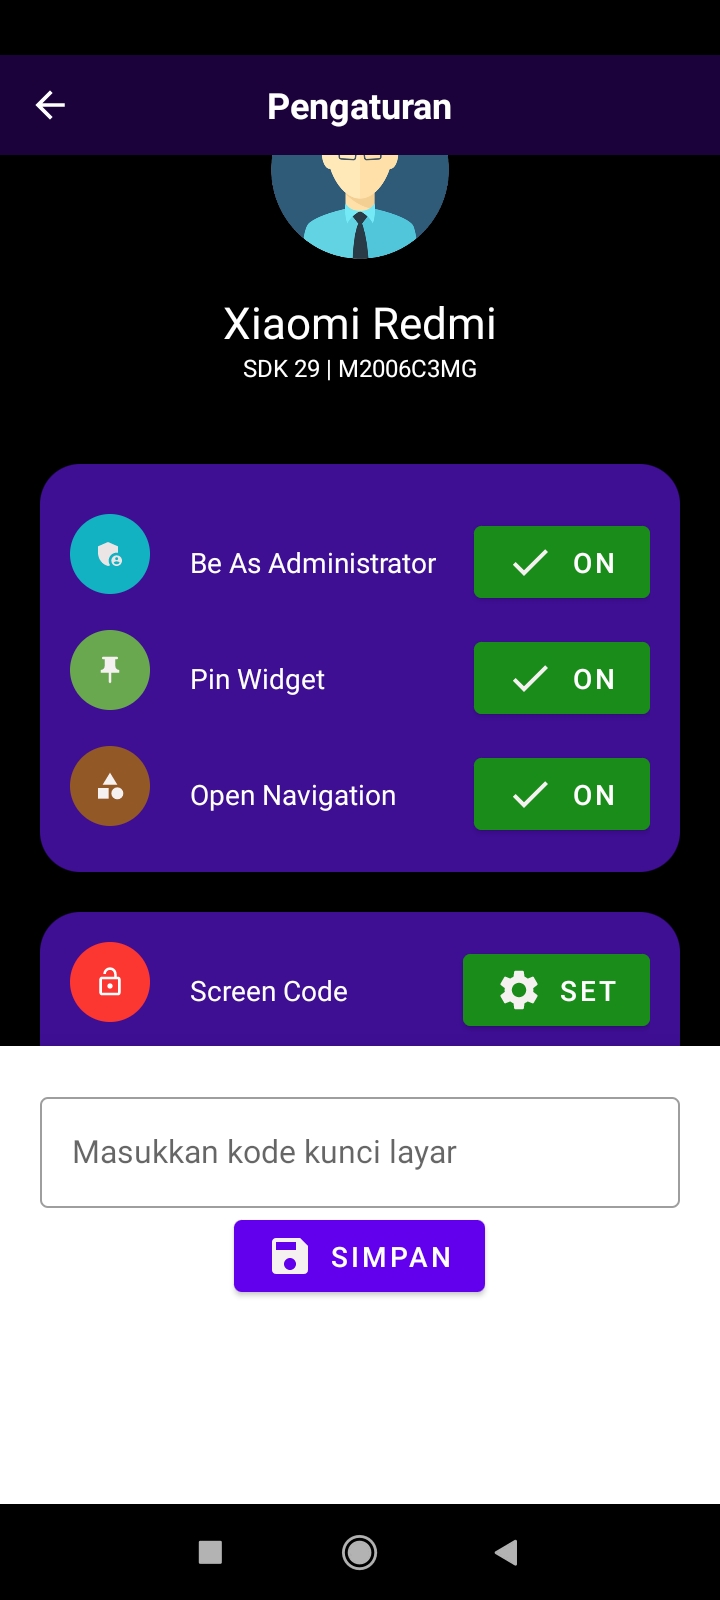 Pengaturan
Xiaomi Redmi
SDK 29 | M2006C3MG
Be As Administrator
ON
Pin Widget
ON
Open Navigation
ON
Screen Code
SET
Masukkan kode kunci layar
SIMPAN